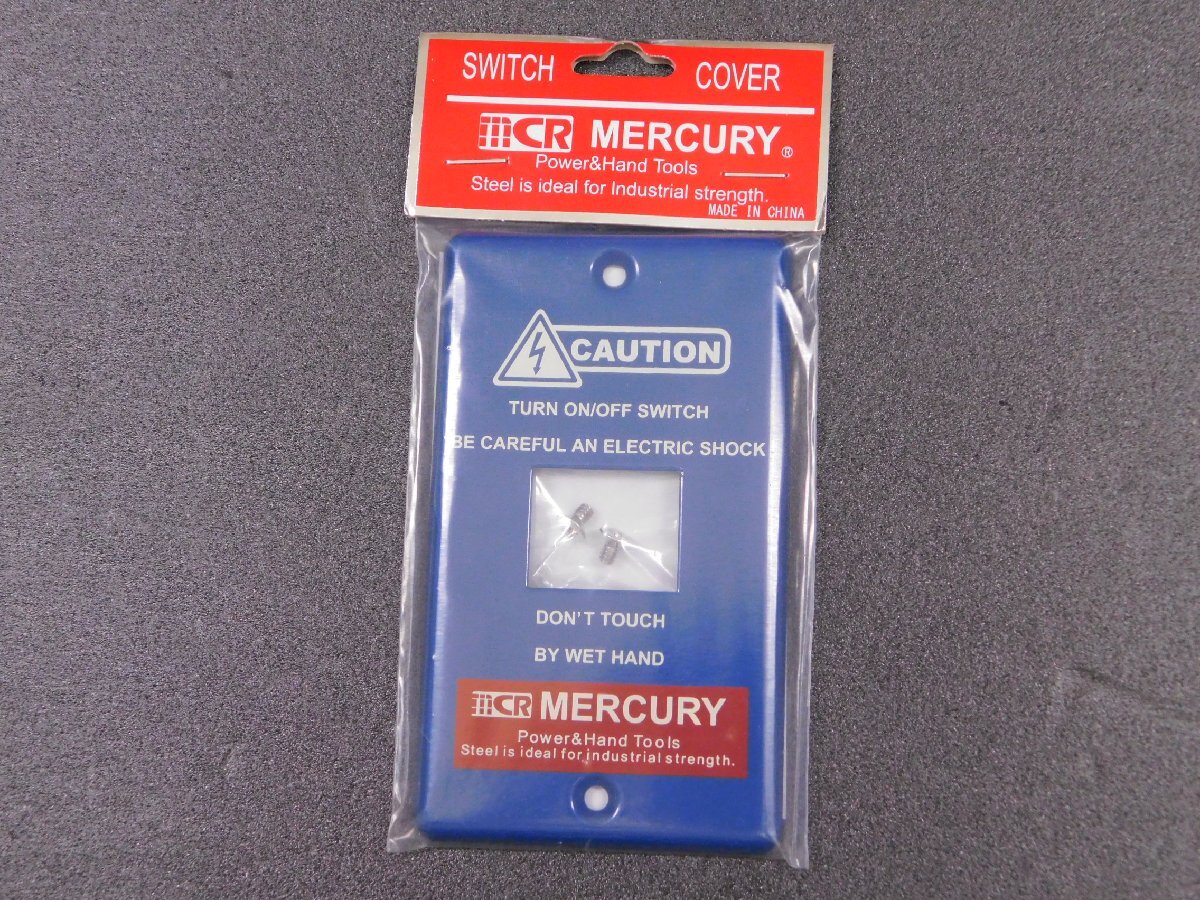 SWITCH COVER
mCR MERCURY®
Power&Hand Tools
Steel is ideal for Industrial strength.
MADE IN CHINA
CAUTION
TURN ON/OFF SWITCH
BE CAREFUL AN ELECTRIC SHOCK
DON'T TOUCH
BY WET HAND
mCR MERCURY
Power&Hand Tools
Steel is ideal for industrial strength.